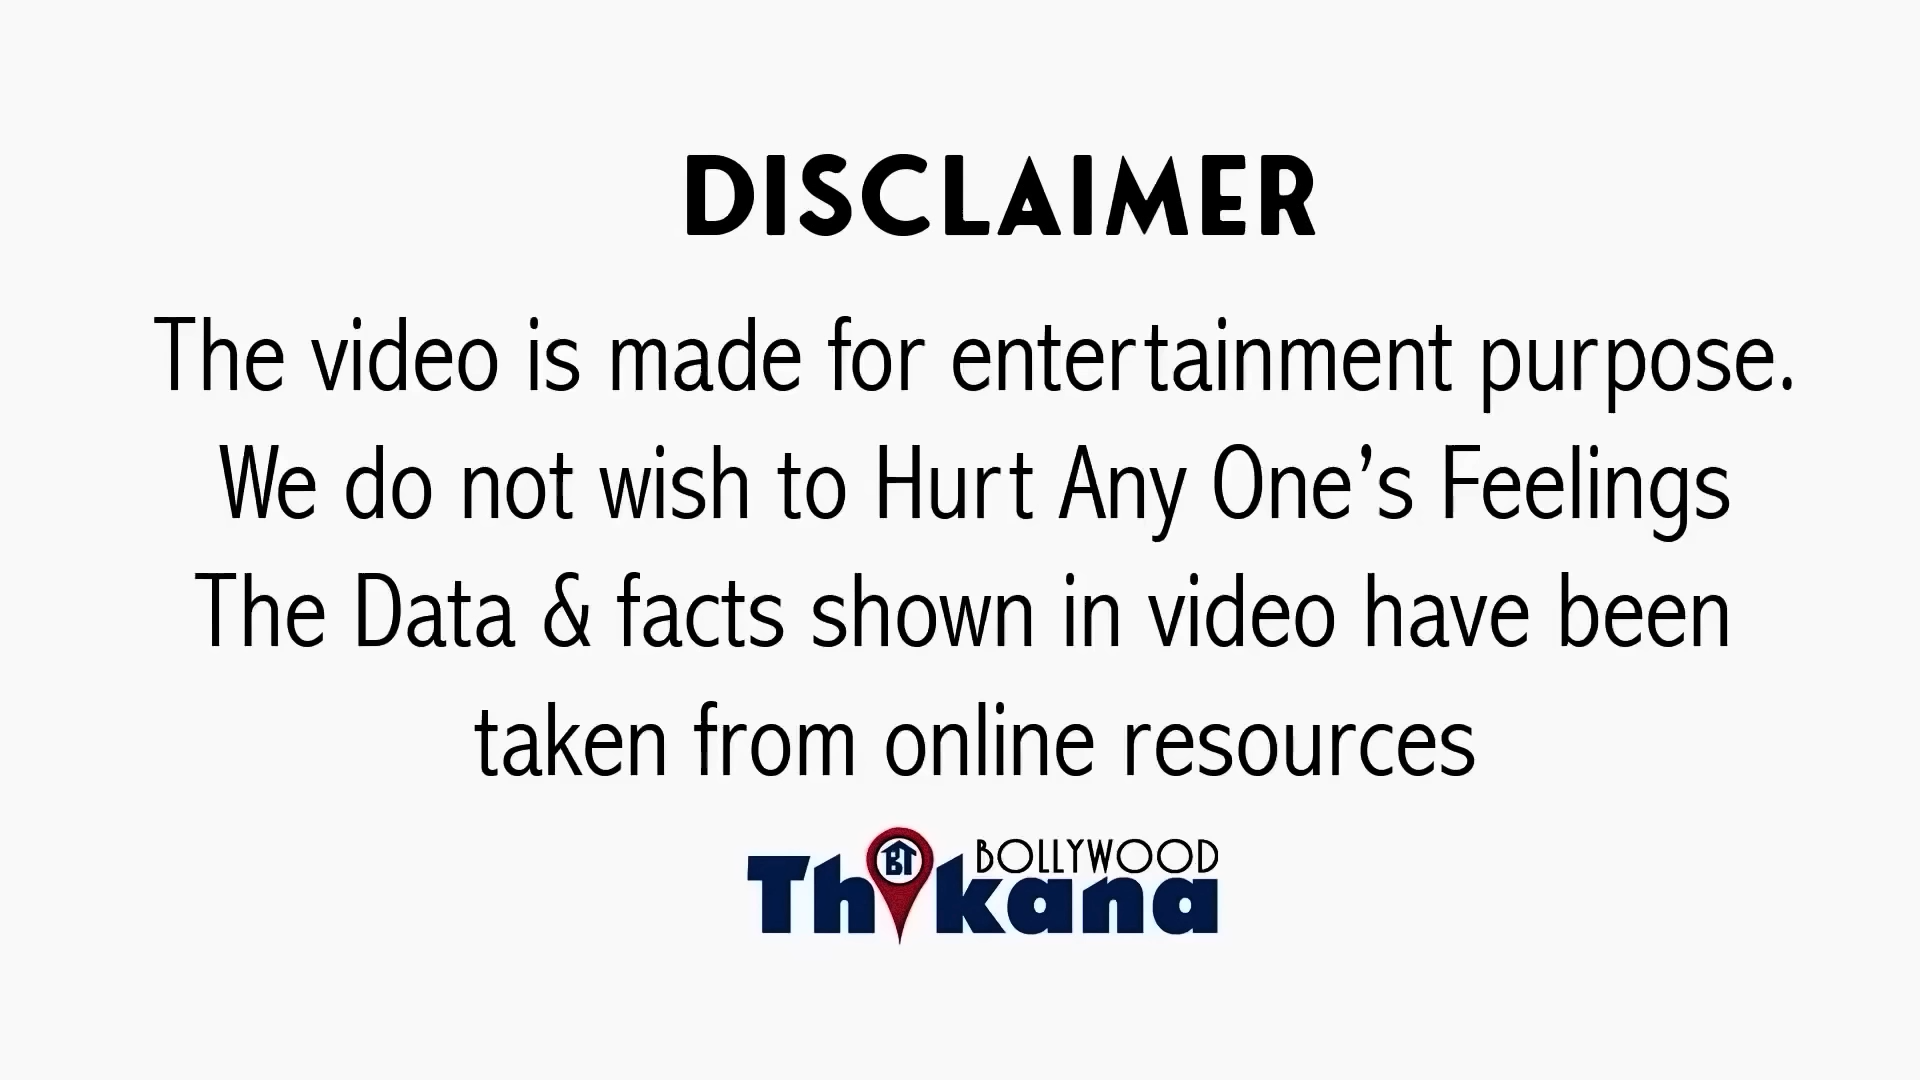 DISCLAIMER
The video is made for entertainment purpose.
We do not wish to Hurt Any One’s Feelings
The Data & facts shown in video have been
taken from online resources
BT
BOLLYWOOD
Thikana